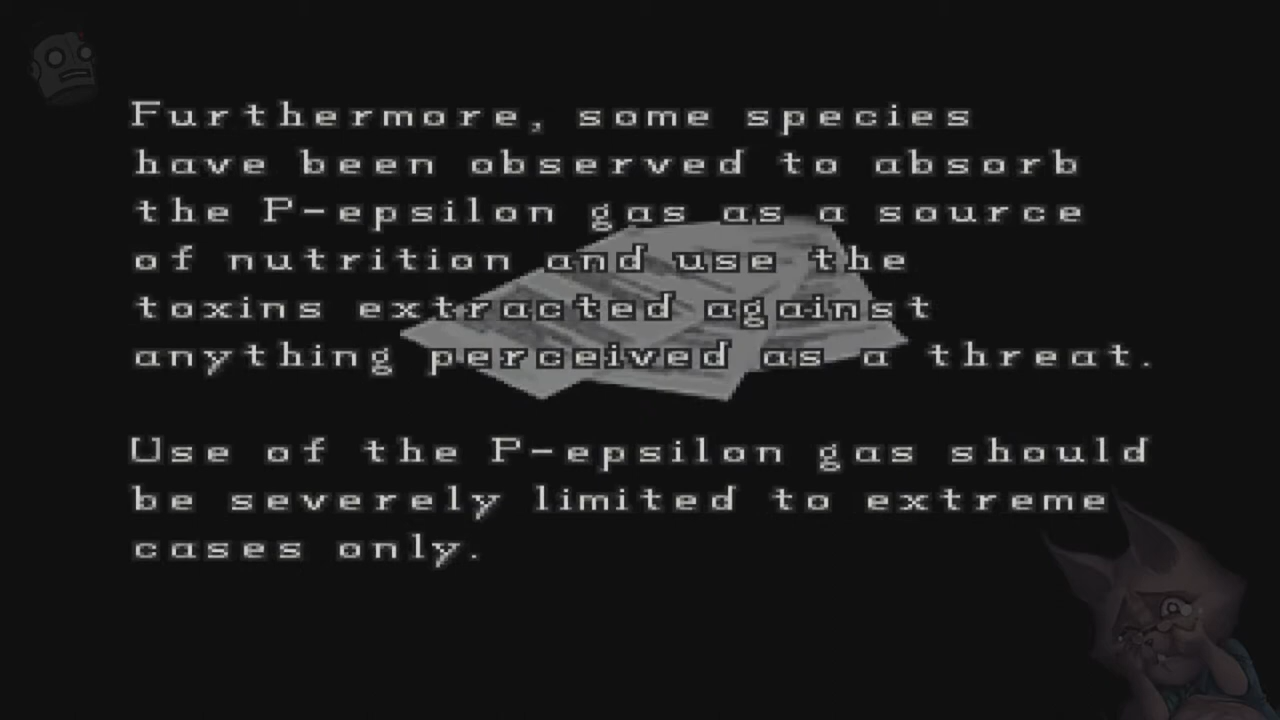 Furthermore, some species
have been observed to absorb
the P-epsilon gas as a source
of nutrition and use the
toxins extracted against
anything perceived as a threat.
Use of the P-epsilon gas should
be severely limited to extreme
cases only.